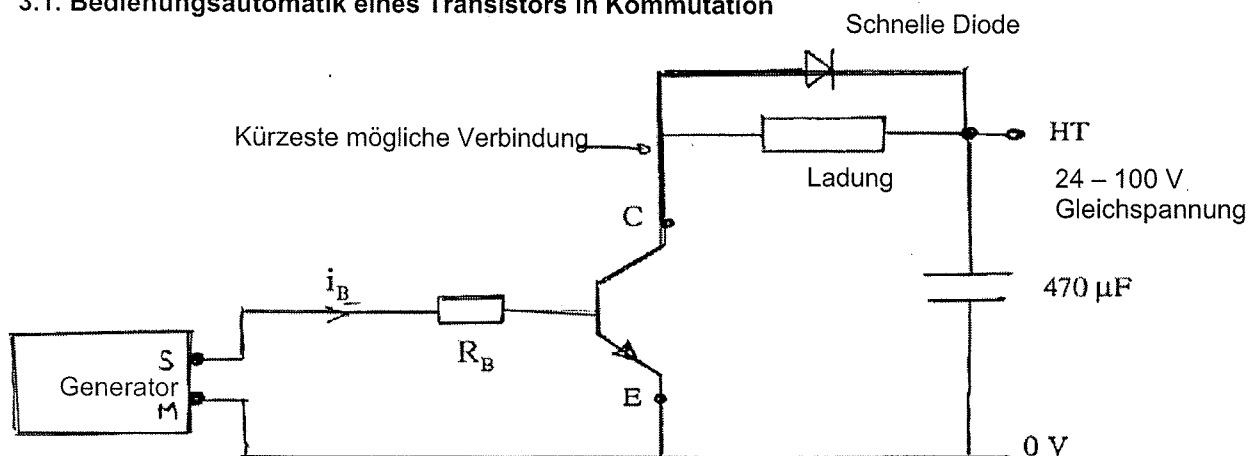 3.1. Bedienungsautomatik eines Transistors in Kommutation
Schnelle Diode
Kürzeste mögliche Verbindung
HT
Ladung
24 – 100 V
Gleichspannung
C
i_B
470 µF
S
R_B
Generator
E
M
0 V